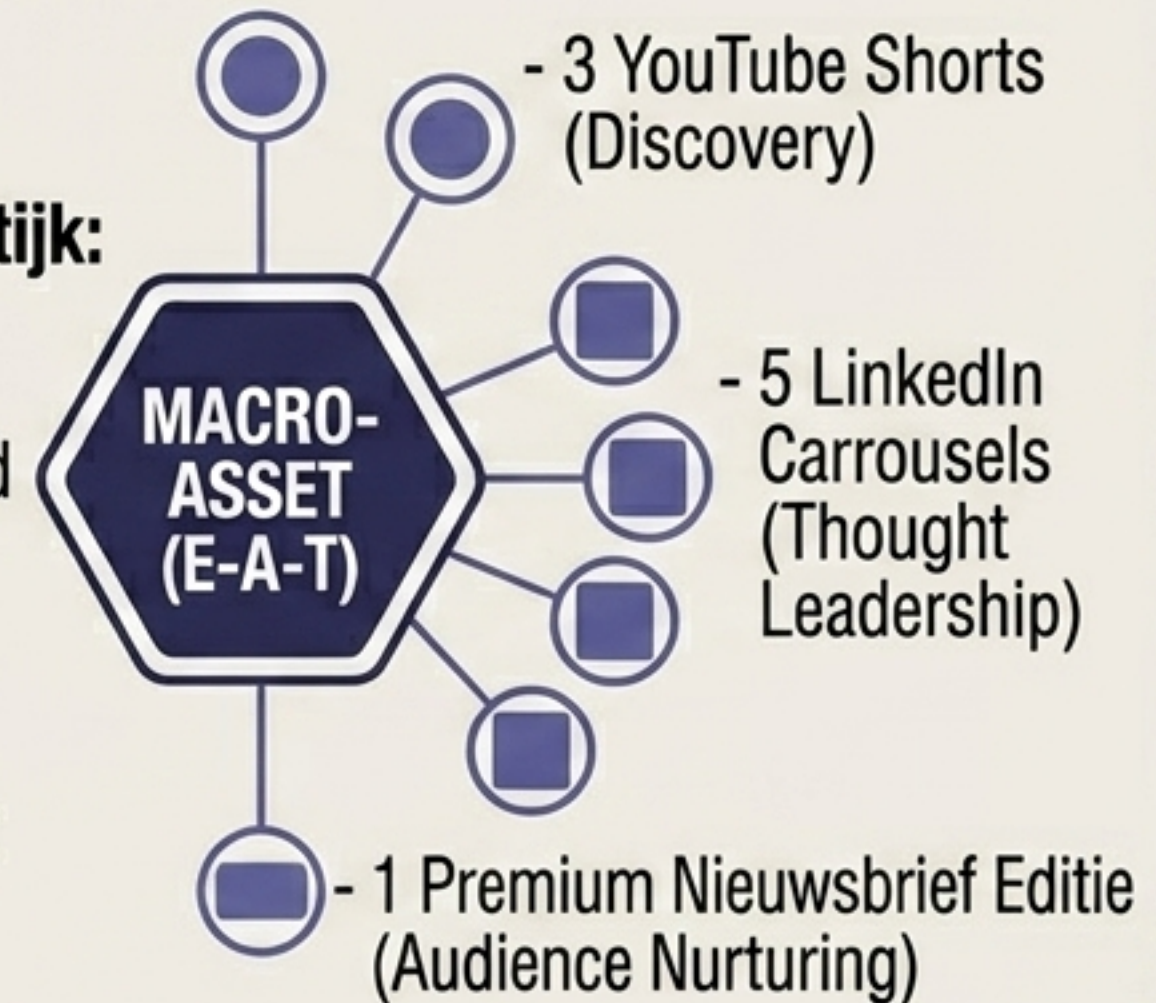 - 3 YouTube Shorts
(Discovery)
tijk:
MACRO-
ASSET
(E-A-T)
d
- 5 LinkedIn
Carrousels
(Thought
Leadership)
- 1 Premium Nieuwsbrief Editie
(Audience Nurturing)